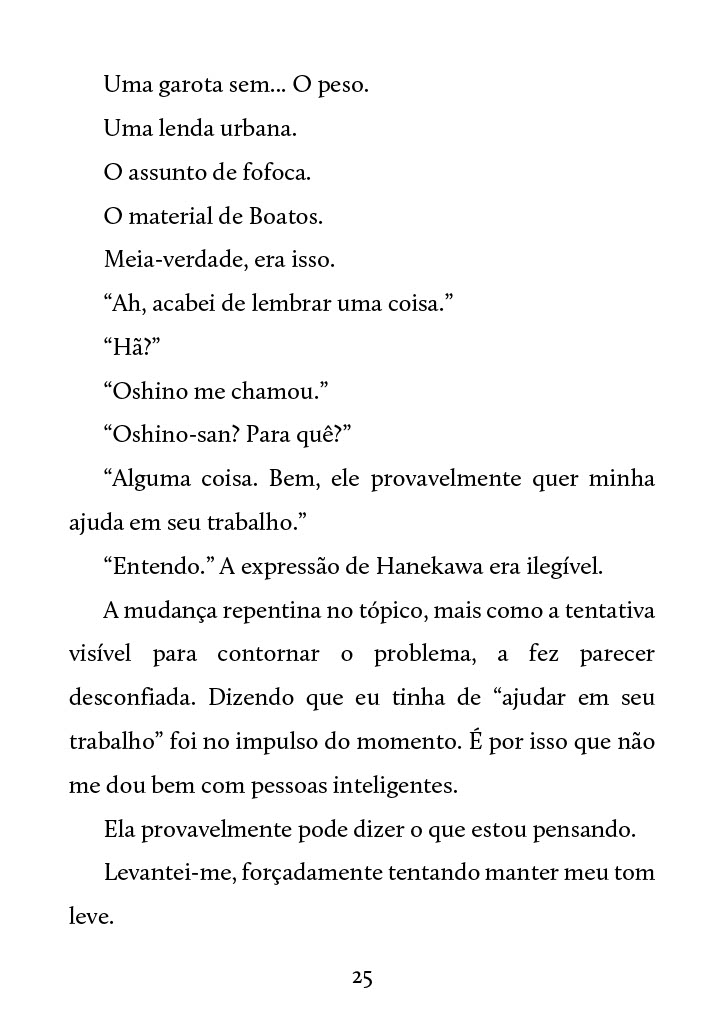 Uma garota sem... O peso.
Uma lenda urbana.
O assunto de fofoca.
O material de Boatos.
Meia-verdade, era isso.
“Ah, acabei de lembrar uma coisa.”
“Hã?”
“Oshino me chamou.”
“Oshino-san? Para quê?”
“Alguma coisa. Bem, ele provavelmente quer minha
ajuda em seu trabalho.”
“Entendo.” A expressão de Hanekawa era ilegível.
A mudança repentina no tópico, mais como a tentativa
visível para contornar o problema, a fez parecer
desconfiada. Dizendo que eu tinha de “ajudar em seu
trabalho” foi no impulso do momento. É por isso que não
me dou bem com pessoas inteligentes.
Ela provavelmente pode dizer o que estou pensando.
Levantei-me, forçadamente tentando manter meu tom
leve.
25